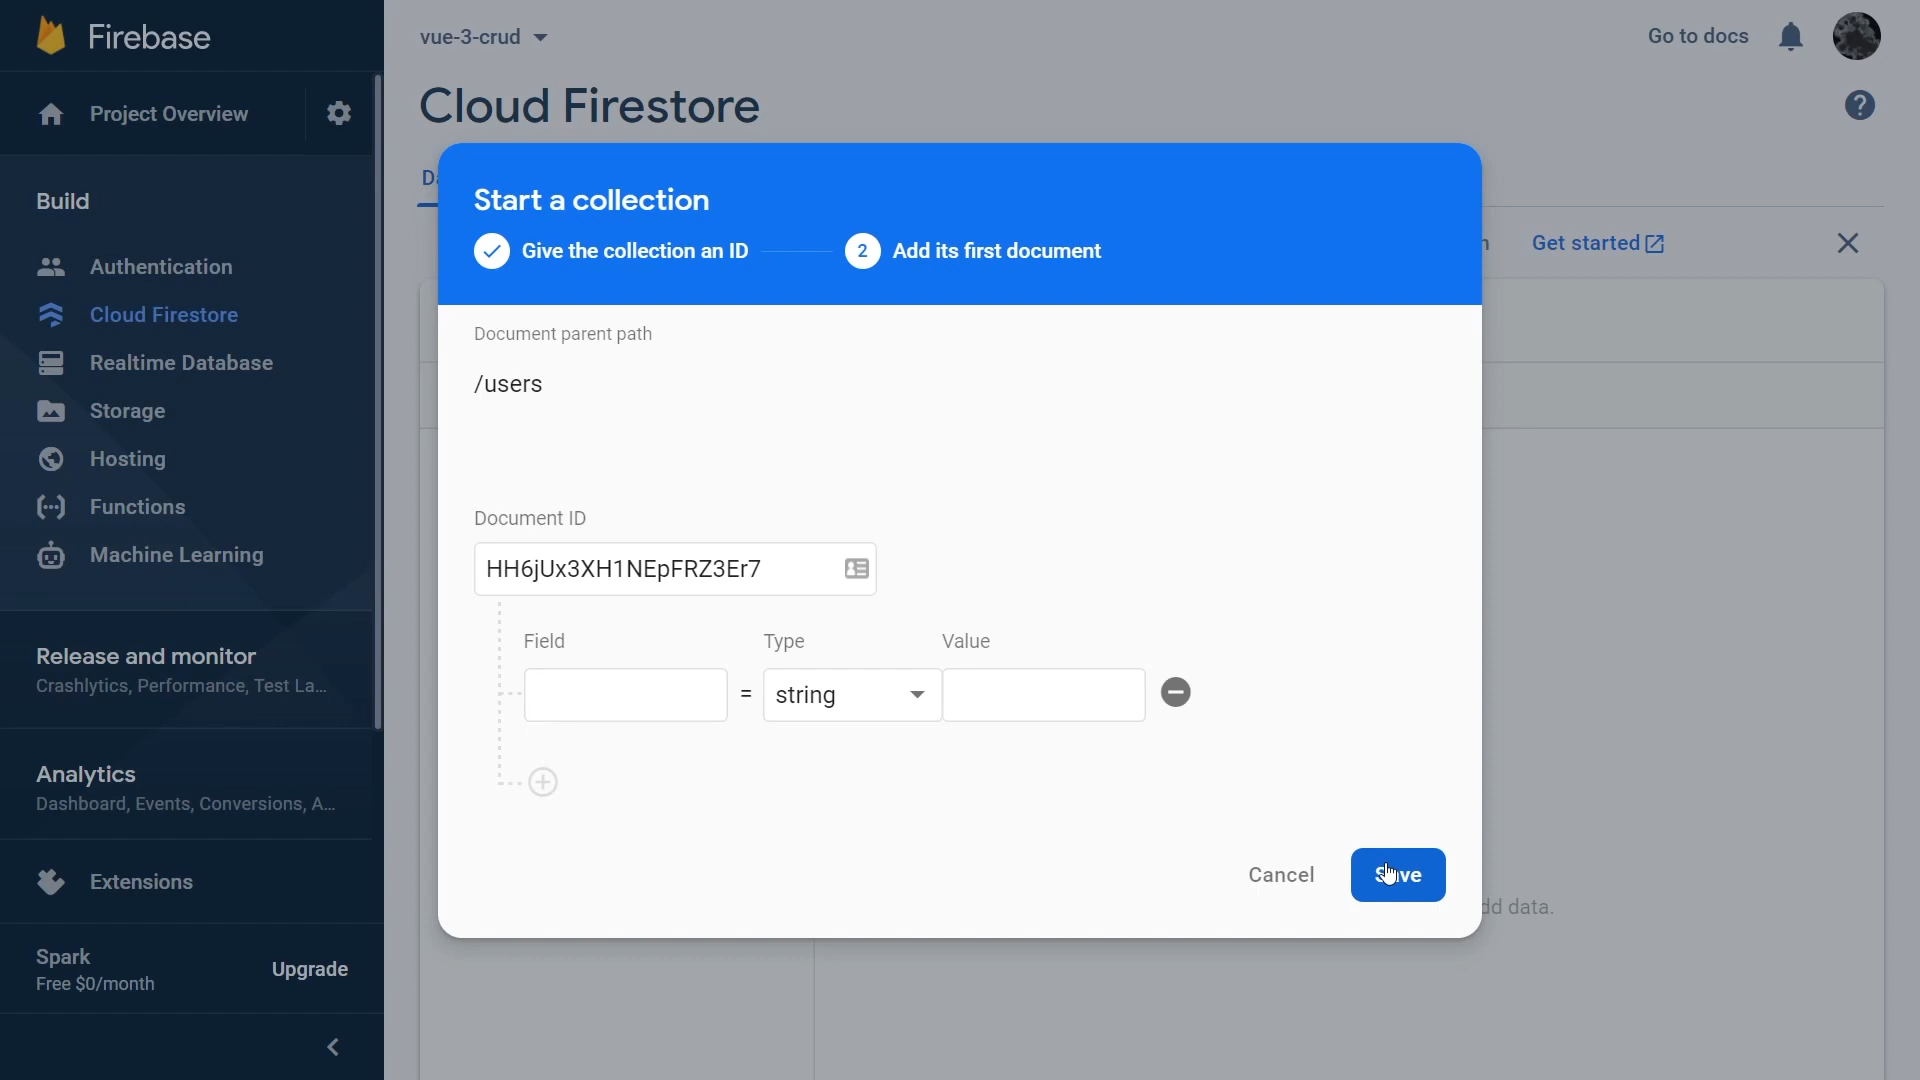 Firebase
vue-3-crud
Go to docs
Project Overview
Cloud Firestore
?
Build
Authentication
Cloud Firestore
Realtime Database
Storage
Hosting
Functions
Machine Learning
Release and monitor
Crashlytics, Performance, Test La...
Analytics
Dashboard, Events, Conversions, A...
Extensions
Spark
Free $0/month
Upgrade
Get started
Start a collection
Give the collection an ID
2 Add its first document
Document parent path
/users
Document ID
HH6jUx3XH1NEpFRZ3Er7
Field Type Value
= string
Cancel
Save
data.